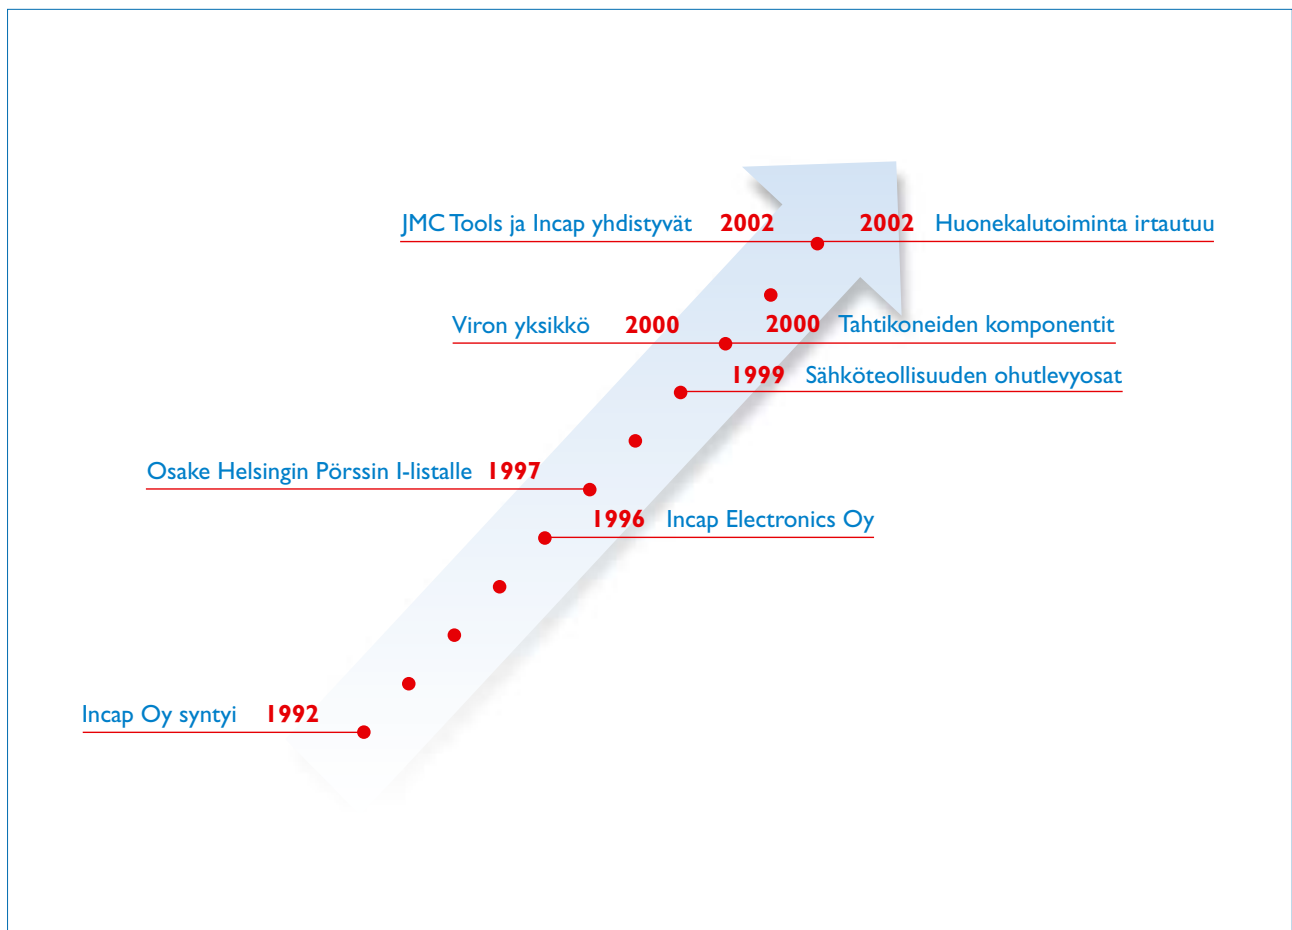 JMC Tools ja Incap yhdistyvät 2002 2002 Huonekalutoiminta irtautuu
Viron yksikkö 2000 2000 Tahtikoneiden komponentit
1999 Sähköteollisuuden ohutlevyosat
Osake Helsingin Pörssin I-listalle 1997
1996 Incap Electronics Oy
Incap Oy syntyi 1992